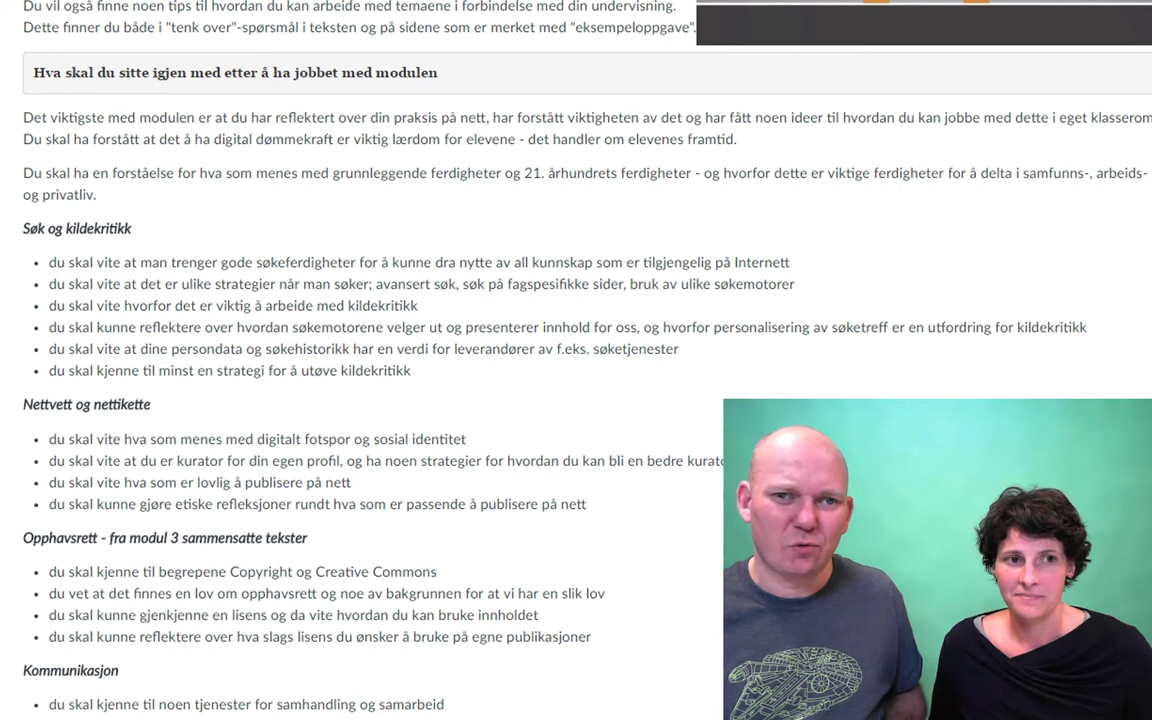 Du vil også finne noen tips til hvordan du kan arbeide med temaene i forbindelse med din undervisning.
Dette finner du både i "tenk over"-spørsmål i teksten og på sidene som er merket med "eksempeloppgave".
Hva skal du sitte igjen med etter å ha jobbet med modulen
Det viktigste med modulen er at du har reflektert over din praksis på nett, har forstått viktigheten av det og har fått noen ideer til hvordan du kan jobbe med dette i eget klasserom
Du skal ha forstått at det å ha digital dømmekraft er viktig lærdom for elevene - det handler om elevenes framtid.
Du skal ha en forståelse for hva som menes med grunnleggende ferdigheter og 21. århundrets ferdigheter - og hvorfor dette er viktige ferdigheter for å delta i samfunns-, arbeids-
og privatliv.
Søk og kildekritikk
• du skal vite at man trenger gode søkeferdigheter for å kunne dra nytte av all kunnskap som er tilgjengelig på Internett
• du skal vite at det er ulike strategier når man søker; avansert søk, søk på fagspesifikke sider, bruk av ulike søkemotorer
• du skal vite hvorfor det er viktig å arbeide med kildekritikk
• du skal kunne reflektere over hvordan søkemotorene velger ut og presenterer innhold for oss, og hvorfor personalisering av søketreff er en utfordring for kildekritikk
• du skal vite at dine persondata og søkehistorikk har en verdi for leverandører av f.eks. søketjenester
• du skal kjenne til minst en strategi for å utøve kildekritikk
Nettvett og nettikette
• du skal vite hva som menes med digitalt fotspor og sosial identitet
• du skal vite at du er kurator for din egen profil, og ha noen strategier for hvordan du kan bli en bedre kurato
• du skal vite hva som er lovlig å publisere på nett
• du skal kunne gjøre etiske refleksjoner rundt hva som er passende å publisere på nett
Opphavsrett - fra modul 3 sammensatte tekster
• du skal kjenne til begrepene Copyright og Creative Commons
• du vet at det finnes en lov om opphavsrett og noe av bakgrunnen for at vi har en slik lov
• du skal kunne gjenkjenne en lisens og da vite hvordan du kan bruke innholdet
• du skal kunne reflektere over hva slags lisens du ønsker å bruke på egne publikasjoner
Kommunikasjon
• du skal kjenne til noen tjenester for samhandling og samarbeid